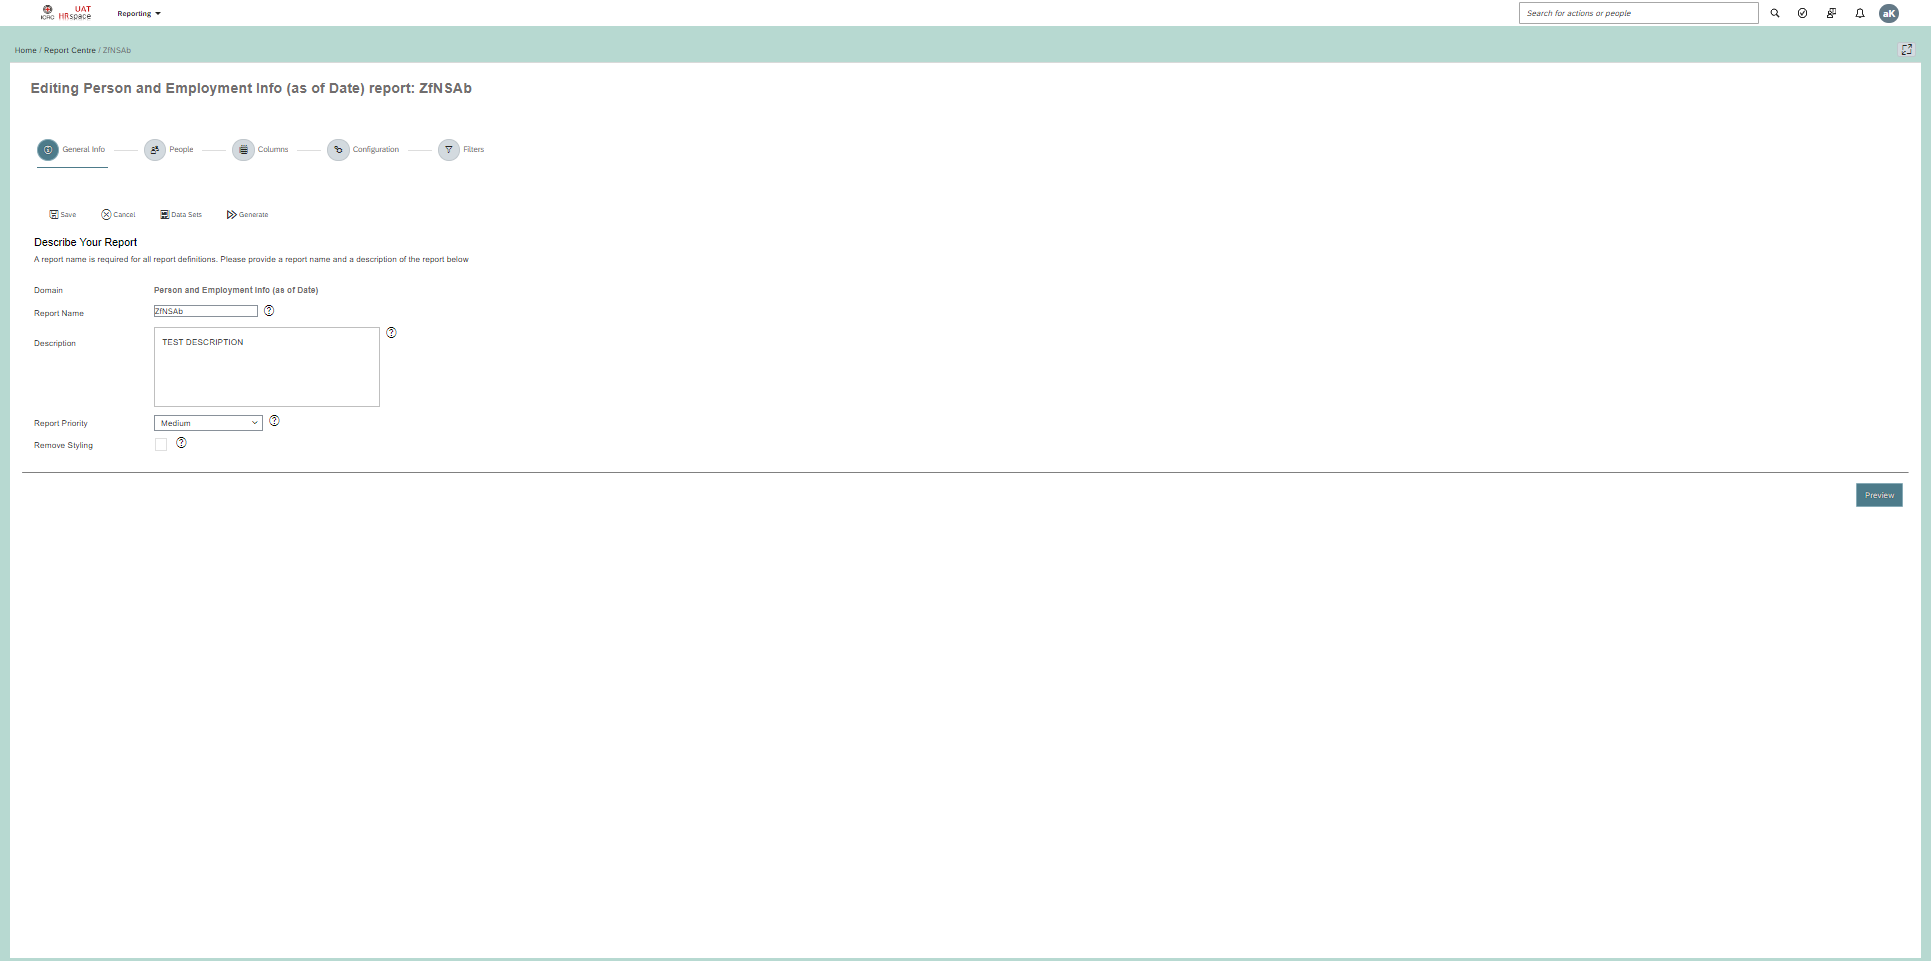 ICRC UAT HRspace Reporting Search for actions or people aK
Home / Report Centre / ZfNSAb
Editing Person and Employment Info (as of Date) report: ZfNSAb
General Info People Columns Configuration Filters
Save Cancel Data Sets Generate
Describe Your Report
A report name is required for all report definitions. Please provide a report name and a description of the report below
Domain Person and Employment Info (as of Date)
Report Name ZfNSAb
Description TEST DESCRIPTION
Report Priority Medium
Remove Styling
Preview